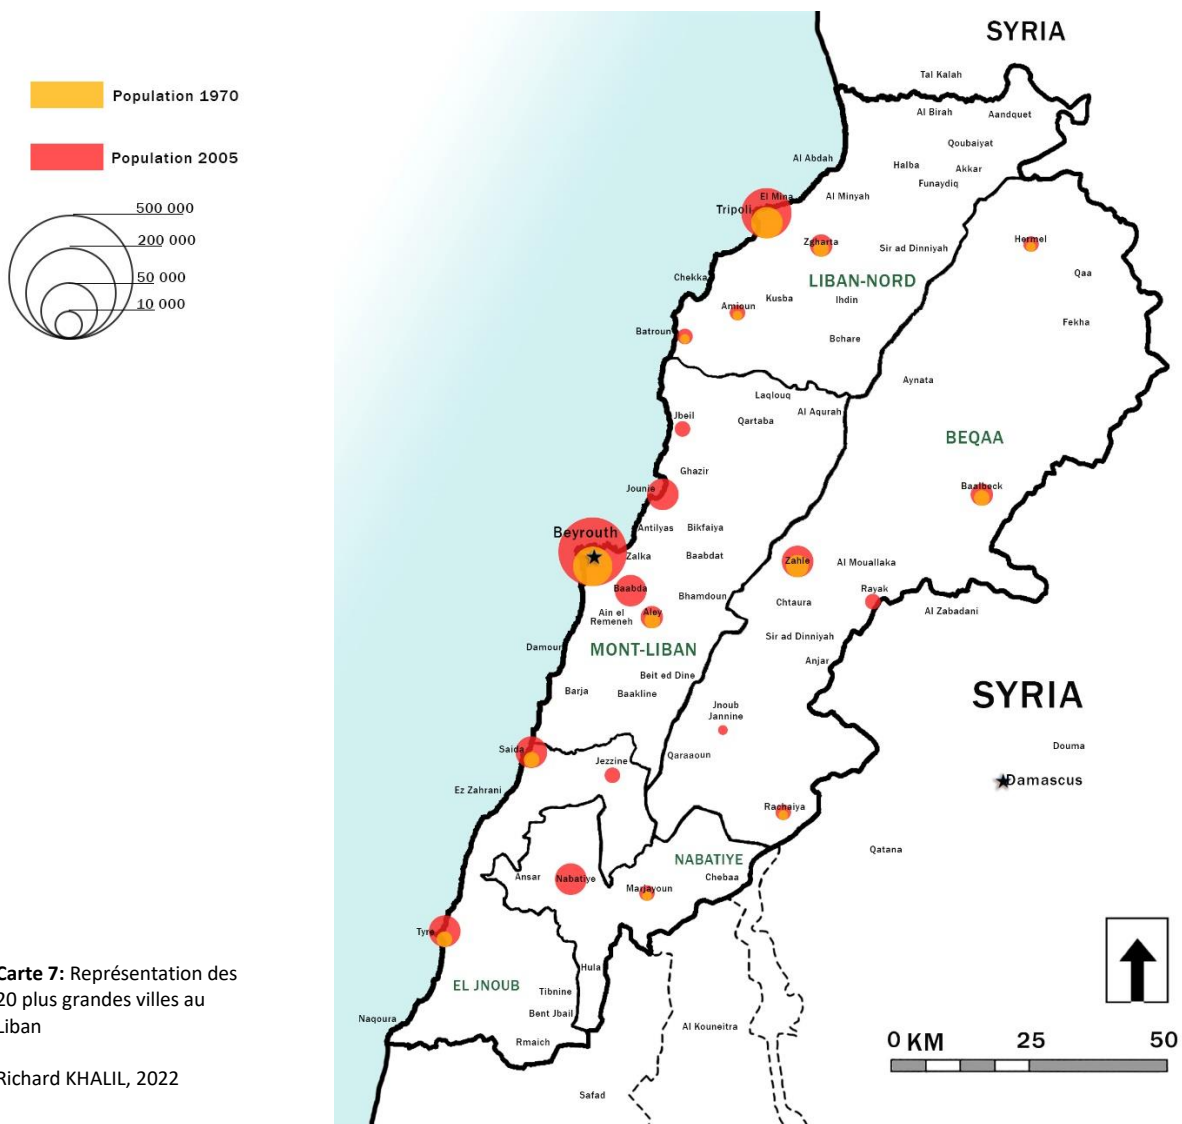 Population 1970
Population 2005
500 000
200 000
50 000
10 000
SYRIA
Tal Kalah
Al Birah
Aandquet
Qoubaiyat
Al Abdah
Halba
Akkar
Funaydiq
El Mina
Al Minyah
Tripoli
Zgharta
Sir ad Dinniyah
Hermel
Chekka
LIBAN-NORD
Qaa
Kusba
Ihdin
Amioun
Batroun
Bchare
Fekha
Aynata
Laqlouq
Al Aqurah
Jbeil
Qartaba
BEQAA
Ghazir
Jounie
Baalbeck
Antilyas
Bikfaiya
Beyrouth
Zalka
Baabdat
Zahle
Al Mouallaka
Baabda
Bhamdoun
Rayak
Chtaura
Al Zabadani
Ain el
Remeneh
Aley
Sir ad Dinniyah
Damour
MONT-LIBAN
Anjar
Beit ed Dine
Barja
Baakline
SYRIA
Jnoub
Jannine
Saida
Qaraaoun
Douma
Jezzine
Damascus
Ez Zahrani
Rachaiya
Qatana
NABATIYE
Ansar
Nabatiye
Chebaa
Marjayoun
Tyre
Hula
EL JNOUB
Tibnine
Bent Jbail
Naqoura
Al Kouneitra
Rmaich
Safad
0 KM
25
50
Carte 7: Représentation des
20 plus grandes villes au
Liban
Richard KHALIL, 2022